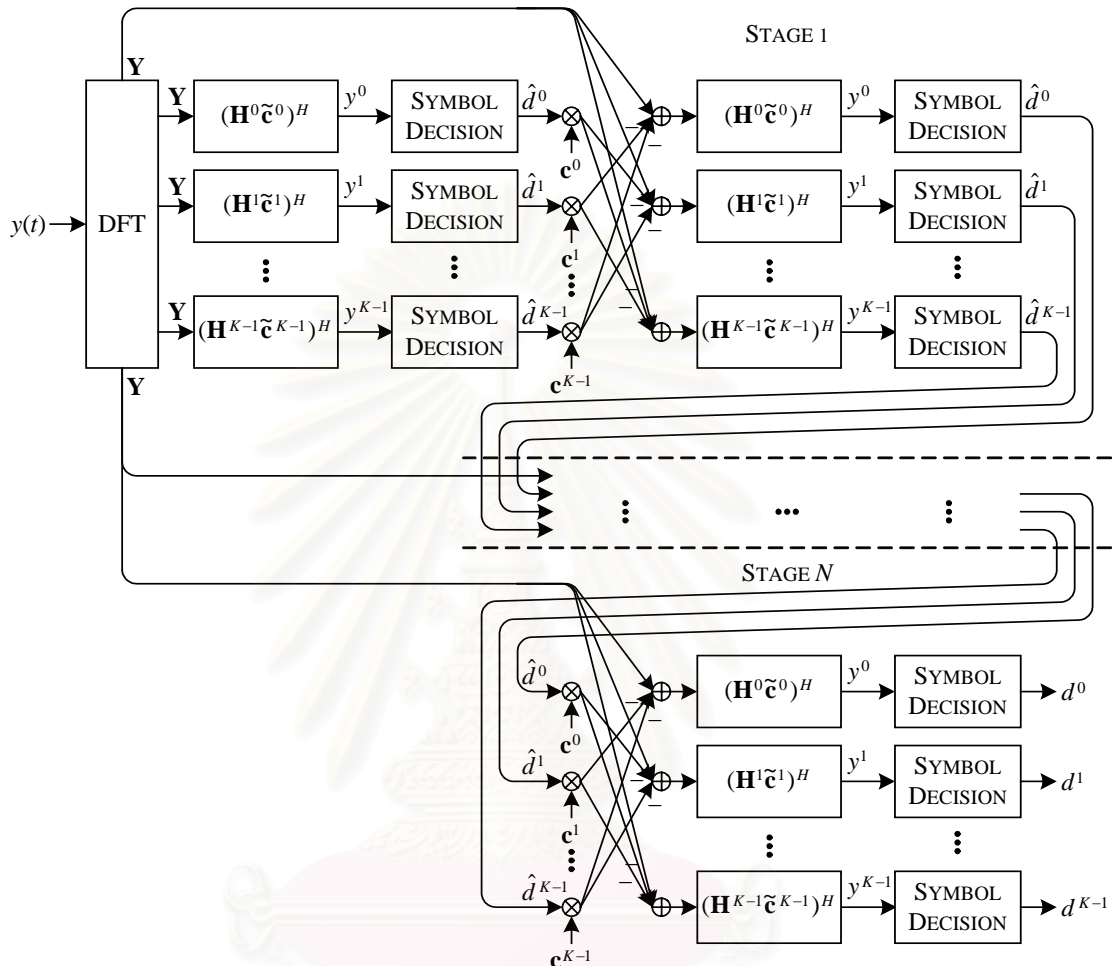 STAGE 1
Y
Y (H⁰c̃⁰)ᴴ y⁰ SYMBOL DECISION d̂⁰ c⁰ – – (H⁰c̃⁰)ᴴ y⁰ SYMBOL DECISION d̂⁰
y(t) DFT
Y (H¹c̃¹)ᴴ y¹ SYMBOL DECISION d̂¹ c¹ – – (H¹c̃¹)ᴴ y¹ SYMBOL DECISION d̂¹
Y (Hᴷ⁻¹c̃ᴷ⁻¹)ᴴ yᴷ⁻¹ SYMBOL DECISION d̂ᴷ⁻¹ cᴷ⁻¹ – – (Hᴷ⁻¹c̃ᴷ⁻¹)ᴴ yᴷ⁻¹ SYMBOL DECISION d̂ᴷ⁻¹
Y
STAGE N
d̂⁰ c⁰ – – (H⁰c̃⁰)ᴴ y⁰ SYMBOL DECISION d⁰
d̂¹ c¹ – – (H¹c̃¹)ᴴ y¹ SYMBOL DECISION d¹
d̂ᴷ⁻¹ cᴷ⁻¹ – – (Hᴷ⁻¹c̃ᴷ⁻¹)ᴴ yᴷ⁻¹ SYMBOL DECISION dᴷ⁻¹